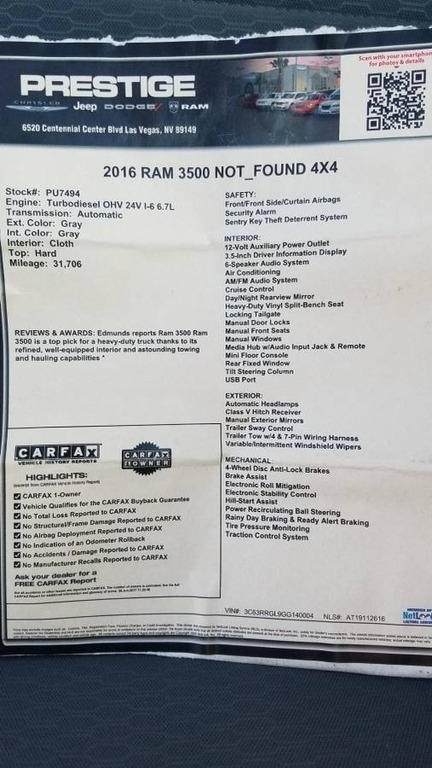 Scan with your smartphone
for photos & details
PRESTIGE
CHRYSLER Jeep DODGE RAM
6520 Centennial Center Blvd Las Vegas, NV 89149
2016 RAM 3500 NOT_FOUND 4X4
Stock#: PU7494
Engine: Turbodiesel OHV 24V I-6 6.7L
Transmission: Automatic
Ext. Color: Gray
Int. Color: Gray
Interior: Cloth
Top: Hard
Mileage: 31,706
REVIEWS & AWARDS: Edmunds reports Ram 3500 Ram
3500 is a top pick for a heavy-duty truck thanks to its
refined, well-equipped interior and astounding towing
and hauling capabilities *
CARFAX
VEHICLE HISTORY REPORTS
CARFAX
1 OWNER
HIGHLIGHTS:
CARFAX 1-Owner
Vehicle Qualifies for the CARFAX Buyback Guarantee
No Total Loss Reported to CARFAX
No Structural/Frame Damage Reported to CARFAX
No Airbag Deployment Reported to CARFAX
No Indication of an Odometer Rollback
No Accidents / Damage Reported to CARFAX
No Manufacturer Recalls Reported to CARFAX
Ask your dealer for a
FREE CARFAX Report
SAFETY:
Front/Front Side/Curtain Airbags
Security Alarm
Sentry Key Theft Deterrent System
INTERIOR:
12-Volt Auxiliary Power Outlet
3.5-Inch Driver Information Display
6-Speaker Audio System
Air Conditioning
AM/FM Audio System
Cruise Control
Day/Night Rearview Mirror
Heavy-Duty Vinyl Split-Bench Seat
Locking Tailgate
Manual Door Locks
Manual Front Seats
Manual Windows
Media Hub w/Audio Input Jack & Remote
Mini Floor Console
Rear Fixed Window
Tilt Steering Column
USB Port
EXTERIOR:
Automatic Headlamps
Class V Hitch Receiver
Manual Exterior Mirrors
Trailer Sway Control
Trailer Tow w/4 & 7-Pin Wiring Harness
Variable/Intermittent Windshield Wipers
MECHANICAL:
4-Wheel Disc Anti-Lock Brakes
Brake Assist
Electronic Roll Mitigation
Electronic Stability Control
Hill-Start Assist
Power Recirculating Ball Steering
Rainy Day Braking & Ready Alert Braking
Tire Pressure Monitoring
Traction Control System
VIN#: 3C63RRGL9GG140004 NLS#: AT19112616